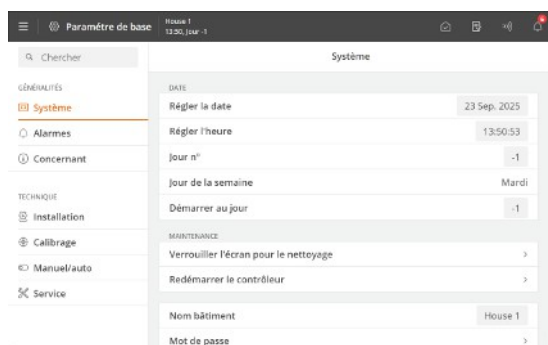 Paramétre de base
House 1
13:50, Jour -1
Chercher
Système
GÉNÉRALITÉS
Système
Alarmes
Concernant
TECHNIQUE
Installation
Calibrage
Manuel/auto
Service
DATE
Régler la date 23 Sep. 2025
Régler l'heure 13:50:53
Jour n° -1
Jour de la semaine Mardi
Démarrer au jour -1
MAINTENANCE
Verrouiller l'écran pour le nettoyage
Redémarrer le contrôleur
Nom bâtiment House 1
Mot de passe